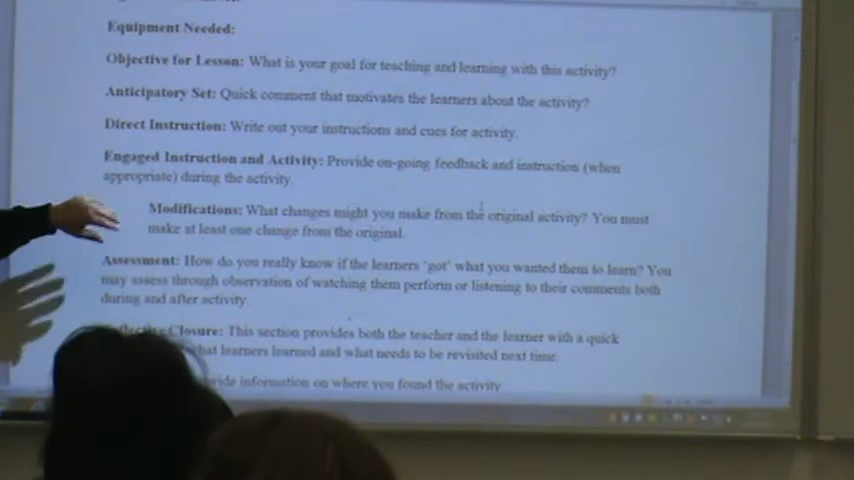 Equipment Needed:
Objective for Lesson: What is your goal for teaching and learning with this activity?
Anticipatory Set: Quick comment that motivates the learners about the activity?
Direct Instruction: Write out your instructions and cues for activity.
Engaged Instruction and Activity: Provide on-going feedback and instruction (when
appropriate) during the activity.
Modifications: What changes might you make from the original activity? You must
make at least one change from the original.
Assessment: How do you really know if the learners 'got' what you wanted them to learn? You
may assess through observation of watching them perform or listening to their comments both
during and after activity.
Closure: This section provides both the teacher and the learner with a quick
what learners learned and what needs to be revisited next time.
information on where you found the activity